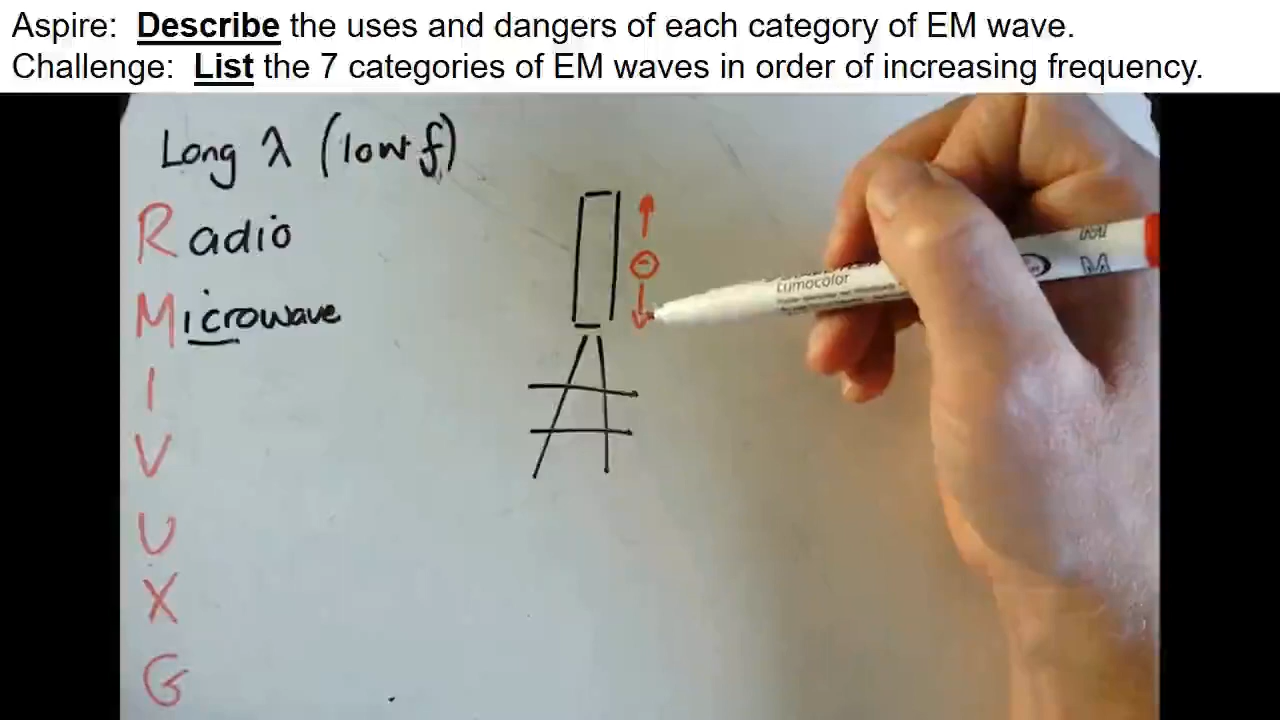 Aspire: Describe the uses and dangers of each category of EM wave.
Challenge: List the 7 categories of EM waves in order of increasing frequency.
Long λ (low f)
Radio
Microwave
I
V
U
X
G
Lumocolor
M